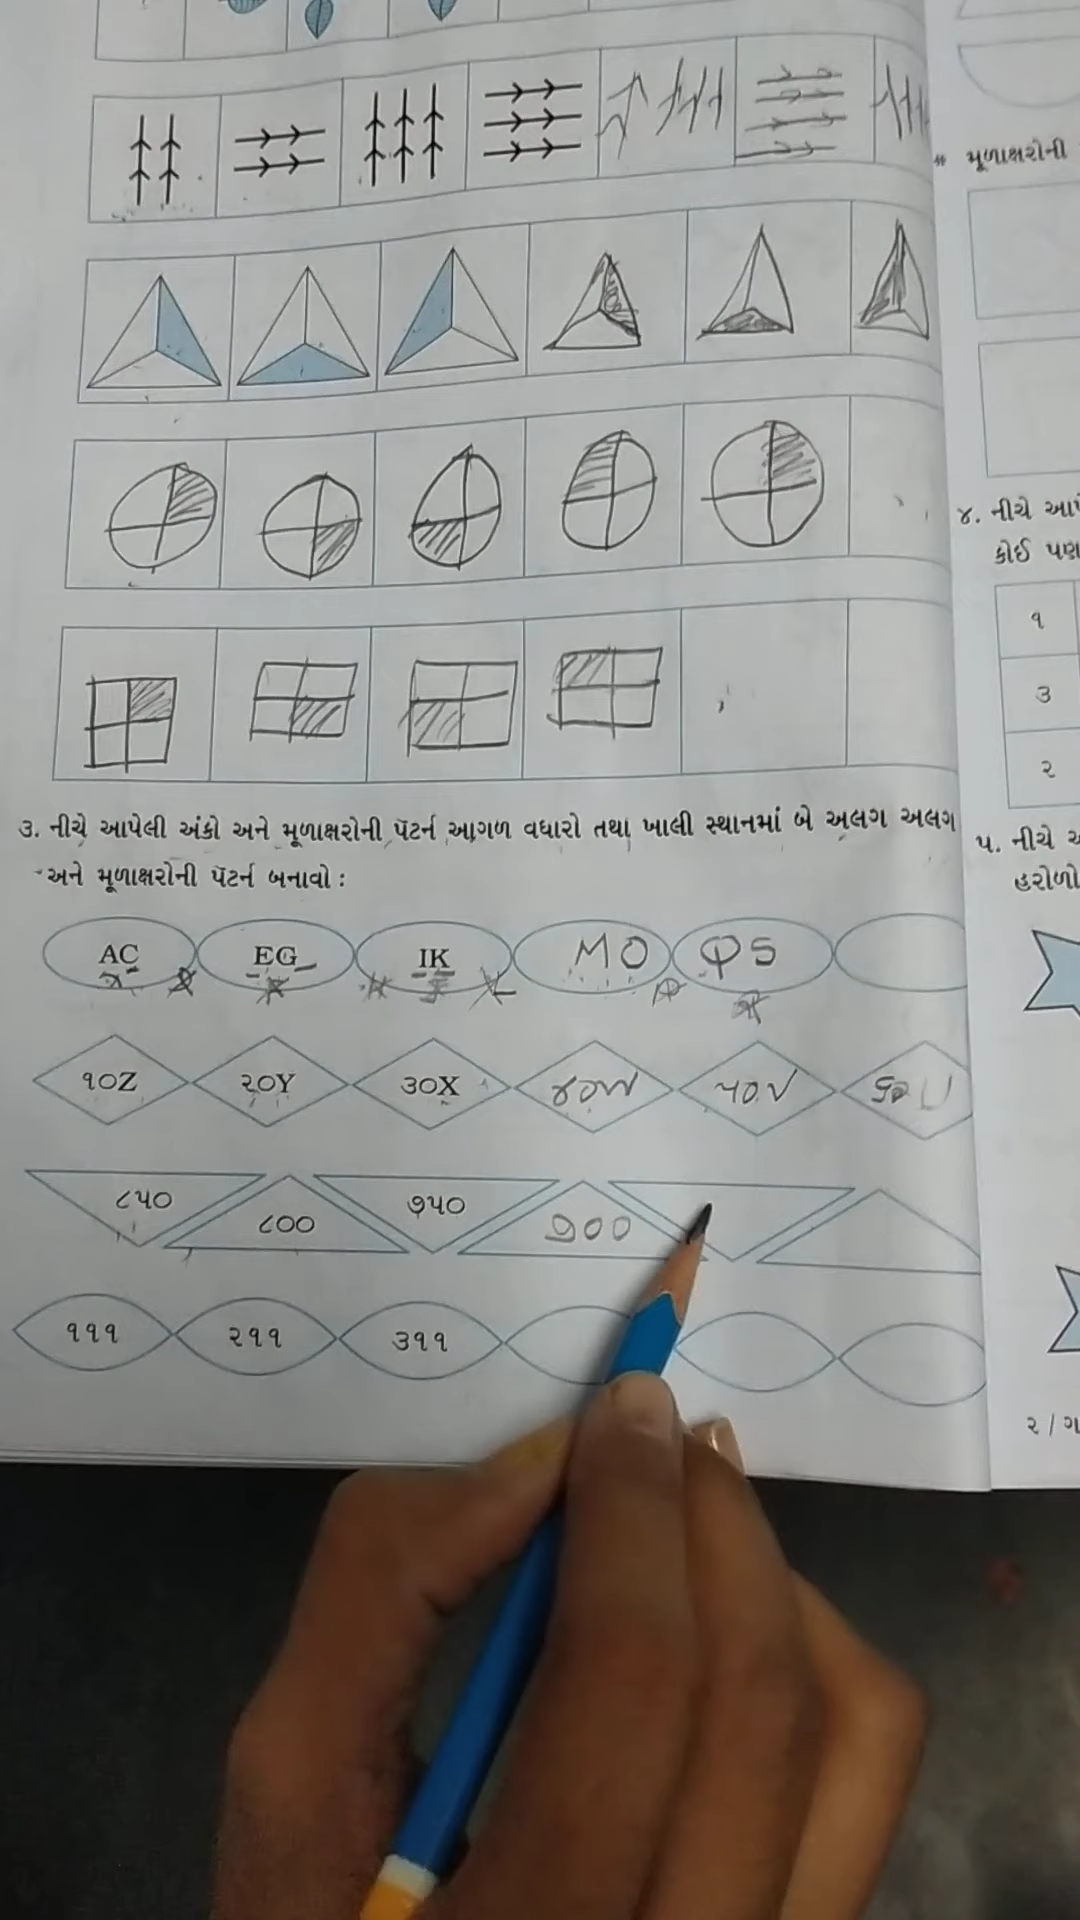 # મૂળાક્ષરોની
૪. નીચે
કોઈ પણ
૧
૩
૨
૩. નીચે આપેલી અંકો અને મૂળાક્ષરોની પૅટર્ન આગળ વધારો તથા ખાલી સ્થાનમાં બે અલગ અલગ
અને મૂળાક્ષરોની પૅટર્ન બનાવો :
૫. નીચે
હરોળો
AC EG IK MO QS
૧૦Z ૨૦Y ૩૦X ૪૦W ૫૦V ૬૦U
૮૫૦ ૮૦૦ ૭૫૦ ૭૦૦
૧૧૧ ૨૧૧ ૩૧૧
૨ /